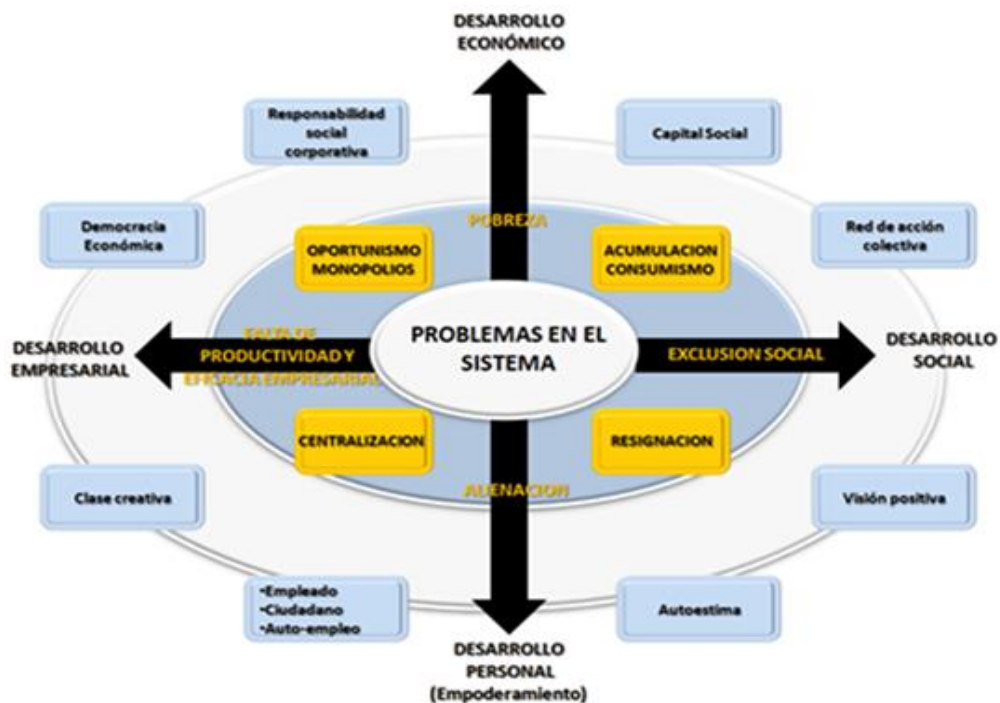 DESARROLLO
ECONÓMICO
Responsabilidad
social
corporativa
Capital Social
Democracia
Económica
POBREZA
Red de acción
colectiva
OPORTUNISMO
MONOPOLIOS
ACUMULACION
CONSUMISMO
DESARROLLO
EMPRESARIAL
FALTA DE
PRODUCTIVIDAD Y
EFICACIA EMPRESARIAL
PROBLEMAS EN EL
SISTEMA
EXCLUSION SOCIAL
DESARROLLO
SOCIAL
CENTRALIZACION
RESIGNACION
ALIENACION
Clase creativa
Visión positiva
•Empleado
•Ciudadano
•Auto-empleo
Autoestima
DESARROLLO
PERSONAL
(Empoderamiento)